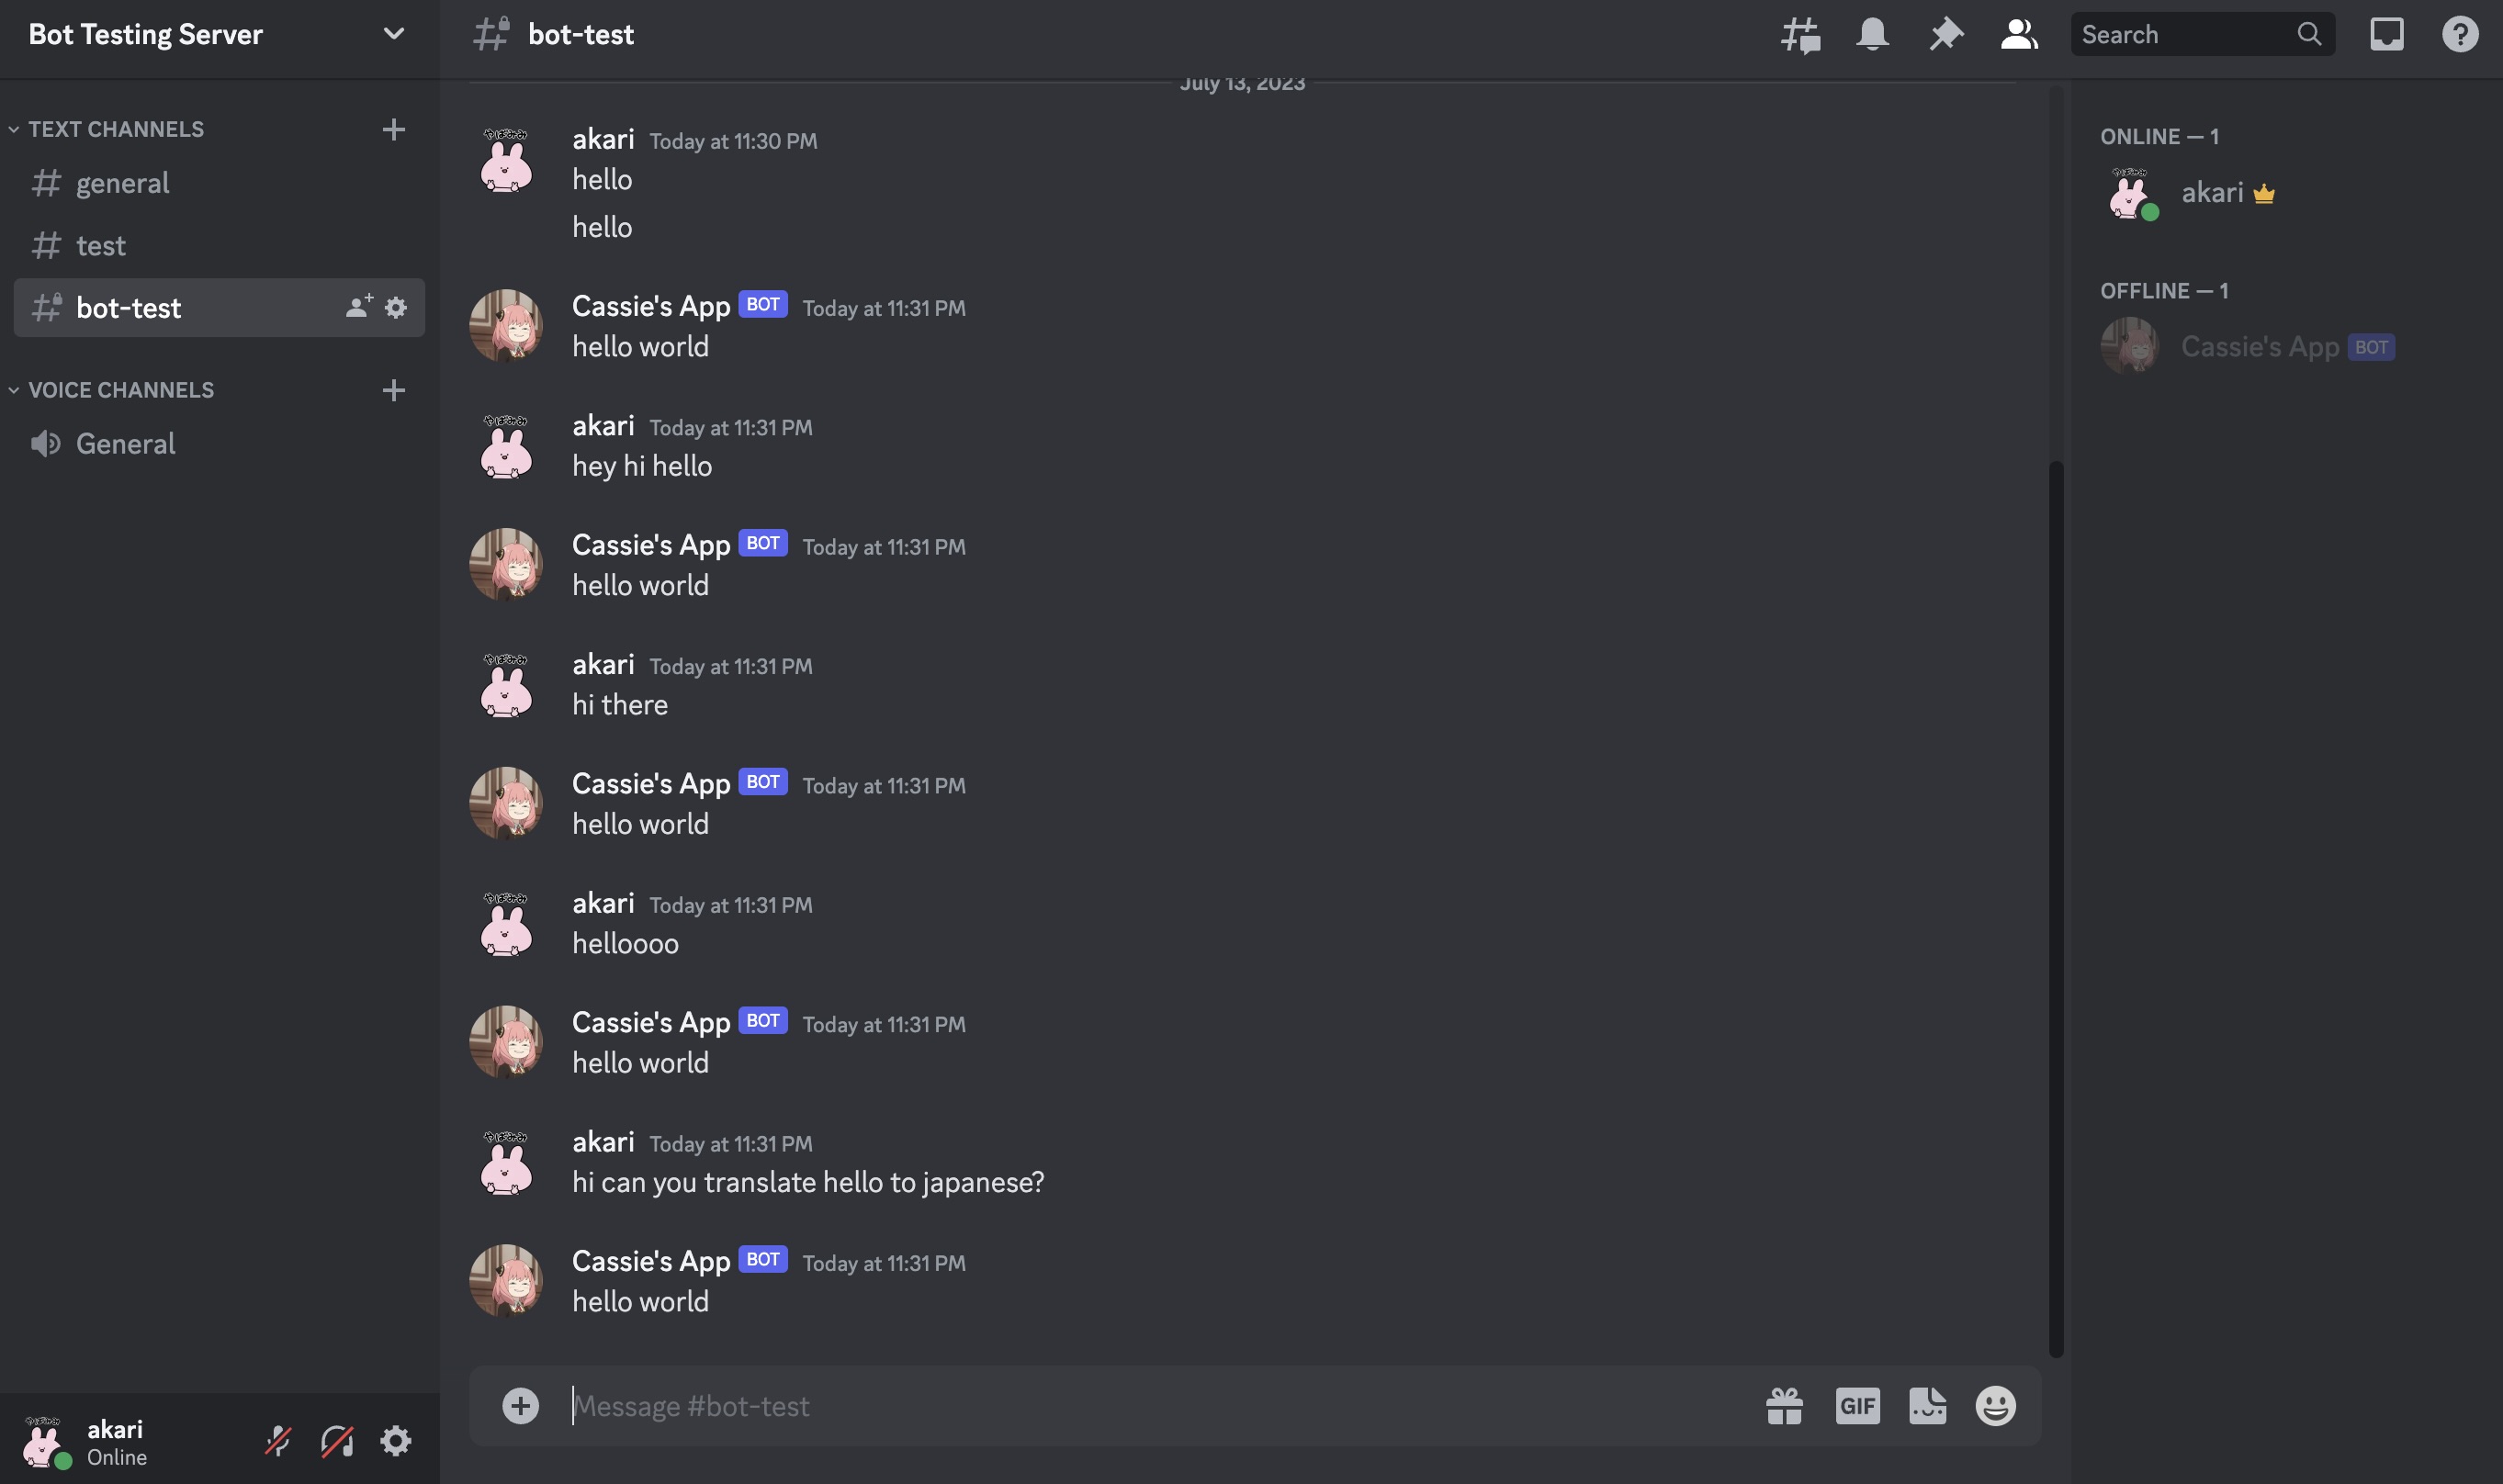 Bot Testing Server
TEXT CHANNELS
general
test
bot-test
VOICE CHANNELS
General
akari
Online
bot-test
Search
July 13, 2023
akari Today at 11:30 PM
hello
hello
Cassie's App BOT Today at 11:31 PM
hello world
akari Today at 11:31 PM
hey hi hello
Cassie's App BOT Today at 11:31 PM
hello world
akari Today at 11:31 PM
hi there
Cassie's App BOT Today at 11:31 PM
hello world
akari Today at 11:31 PM
helloooo
Cassie's App BOT Today at 11:31 PM
hello world
akari Today at 11:31 PM
hi can you translate hello to japanese?
Cassie's App BOT Today at 11:31 PM
hello world
Message #bot-test
GIF
ONLINE — 1
akari
OFFLINE — 1
Cassie's App BOT